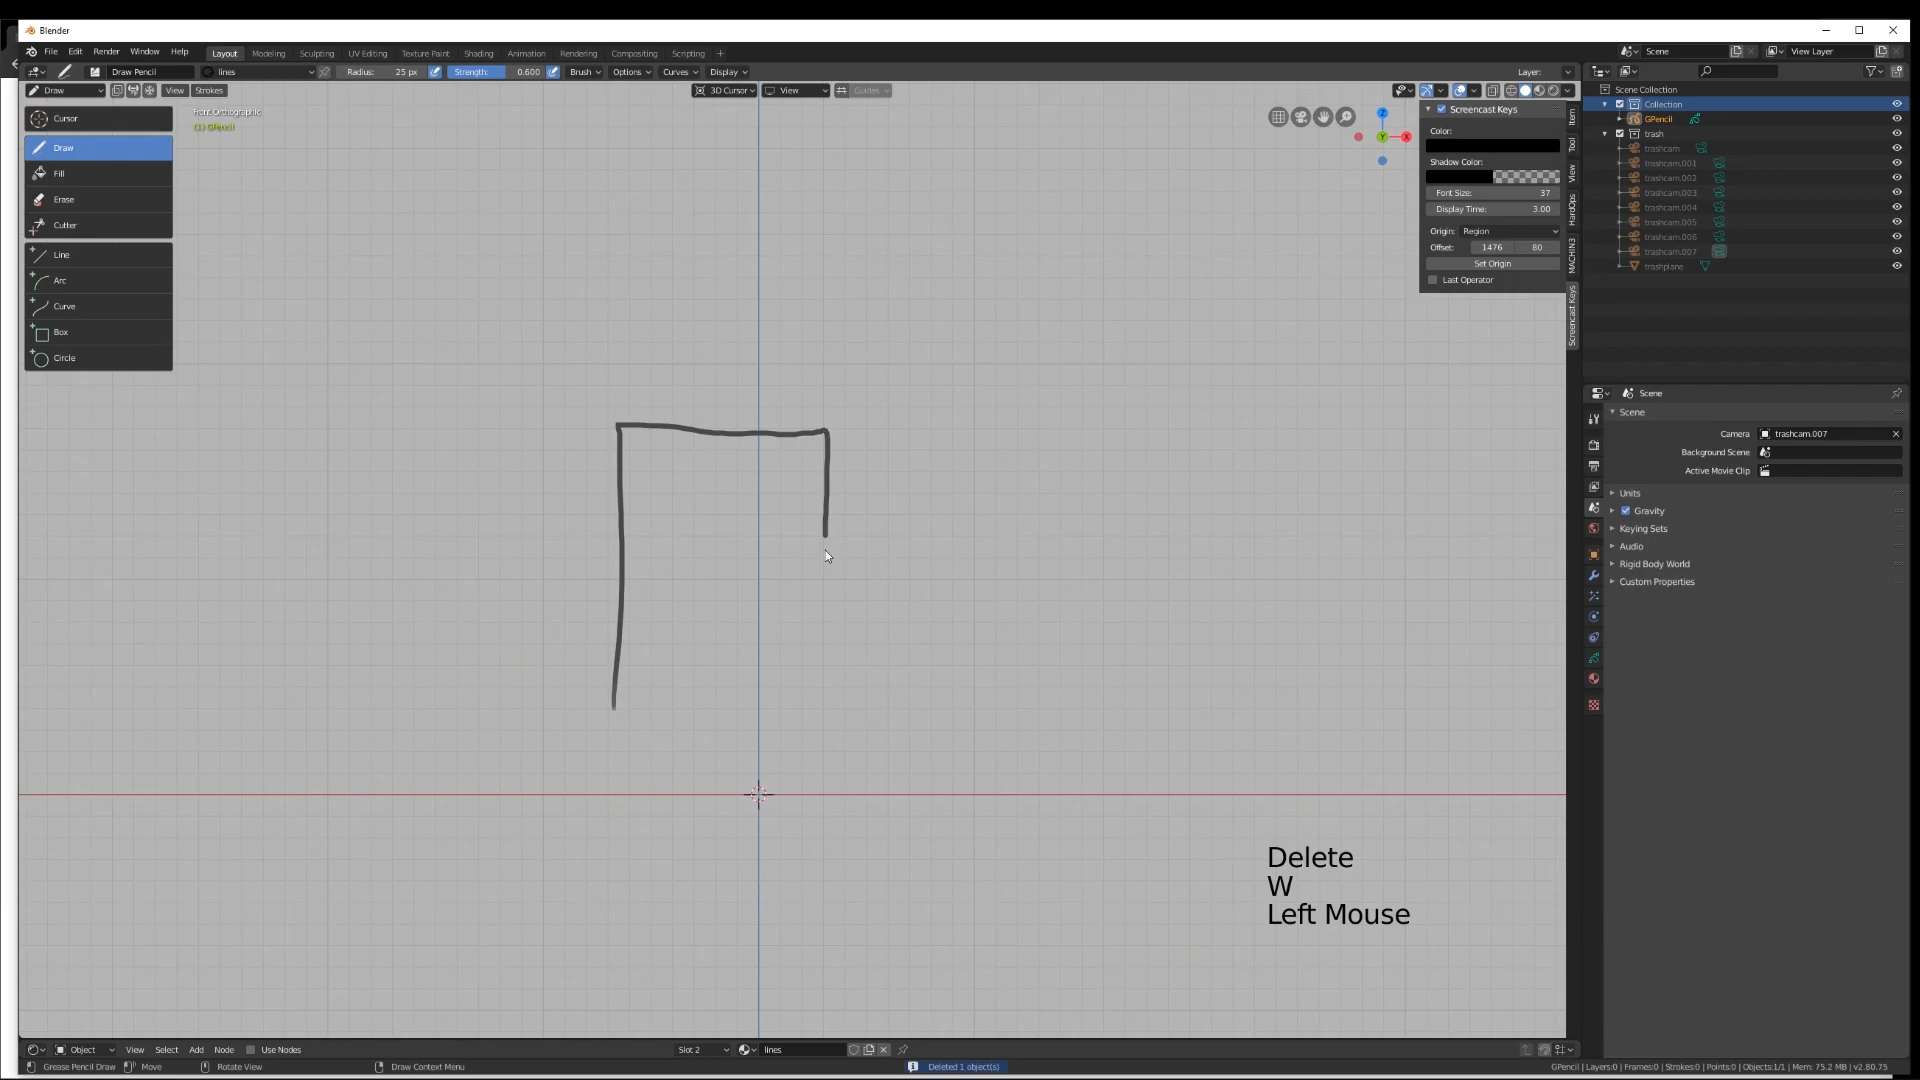 Blender
File Edit Render Window Help
Layout Modeling Sculpting UV Editing Texture Paint Shading Animation Rendering Compositing Scripting +
Scene View Layer
Draw Pencil lines Radius: 25 px Strength: 0.600 Brush Options Curves Display Layer:
Draw View Strokes 3D Cursor View Guides
Front Orthographic
(1) GPencil
Cursor
Draw
Fill
Erase
Cutter
Line
Arc
Curve
Box
Circle
Z
Y
X
Screencast Keys
Color:
Shadow Color:
Font Size: 37
Display Time: 3.00
Origin: Region
Offset: 1476 80
Set Origin
Last Operator
Item
Tool
View
HardOps
MACHIN3
Screencast Keys
Scene Collection
Collection
GPencil
trash
trashcam
trashcam.001
trashcam.002
trashcam.003
trashcam.004
trashcam.005
trashcam.006
trashcam.007
trashplane
Scene
Scene
Camera trashcam.007
Background Scene
Active Movie Clip
Units
Gravity
Keying Sets
Audio
Rigid Body World
Custom Properties
Delete
W
Left Mouse
Object View Select Add Node Use Nodes Slot 2 lines
Grease Pencil Draw Move Rotate View Draw Context Menu Deleted 1 object(s) GPencil | Layers:0 | Frames:0 | Strokes:0 | Points:0 | Objects:1/1 | Mem: 75.2 MB | v2.80.75